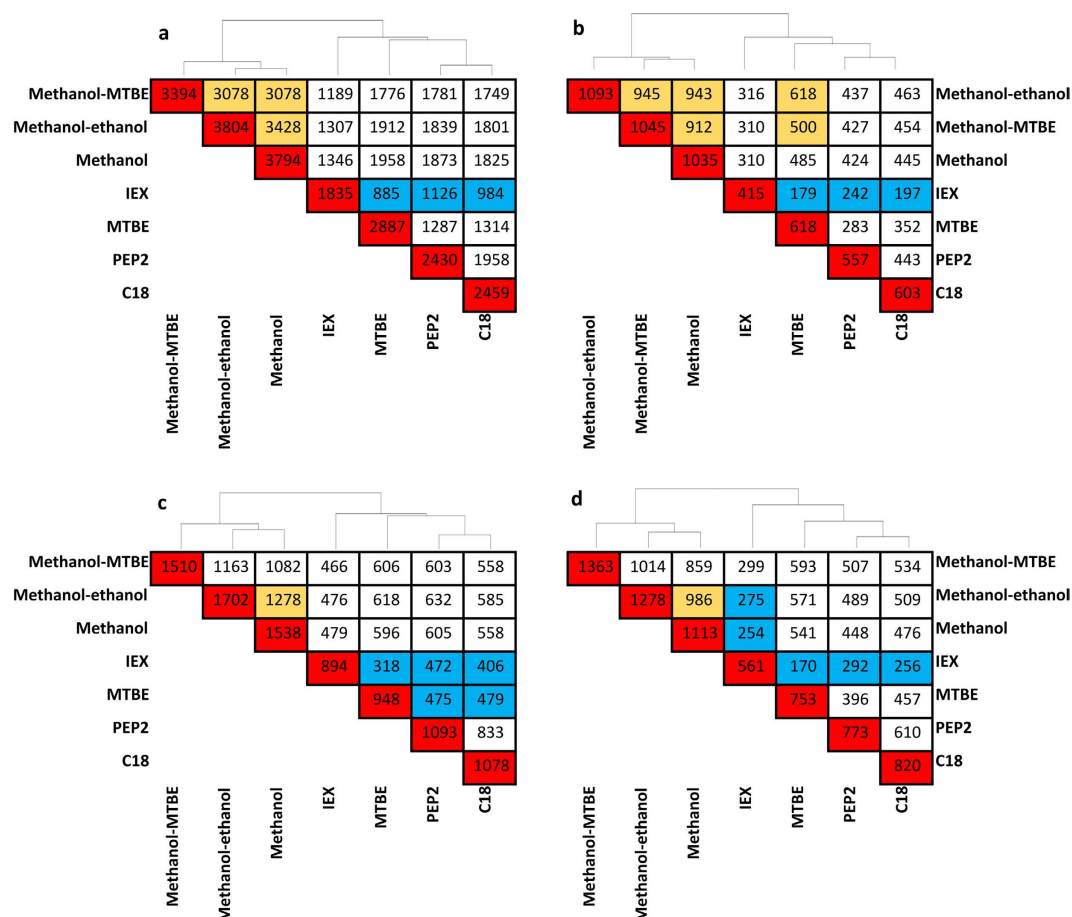 a
Methanol-MTBE 3394 3078 3078 1189 1776 1781 1749
Methanol-ethanol 3804 3428 1307 1912 1839 1801
Methanol 3794 1346 1958 1873 1825
IEX 1835 885 1126 984
MTBE 2887 1287 1314
PEP2 2430 1958
C18 2459
Methanol-MTBE
Methanol-ethanol
Methanol
IEX
MTBE
PEP2
C18
b
1093 945 943 316 618 437 463 Methanol-ethanol
1045 912 310 500 427 454 Methanol-MTBE
1035 310 485 424 445 Methanol
415 179 242 197 IEX
618 283 352 MTBE
557 443 PEP2
603 C18
Methanol-ethanol
Methanol-MTBE
Methanol
IEX
MTBE
PEP2
C18
c
Methanol-MTBE 1510 1163 1082 466 606 603 558
Methanol-ethanol 1702 1278 476 618 632 585
Methanol 1538 479 596 605 558
IEX 894 318 472 406
MTBE 948 475 479
PEP2 1093 833
C18 1078
Methanol-MTBE
Methanol-ethanol
Methanol
IEX
MTBE
PEP2
C18
d
1363 1014 859 299 593 507 534 Methanol-MTBE
1278 986 275 571 489 509 Methanol-ethanol
1113 254 541 448 476 Methanol
561 170 292 256 IEX
753 396 457 MTBE
773 610 PEP2
820 C18
Methanol-MTBE
Methanol-ethanol
Methanol
IEX
MTBE
PEP2
C18